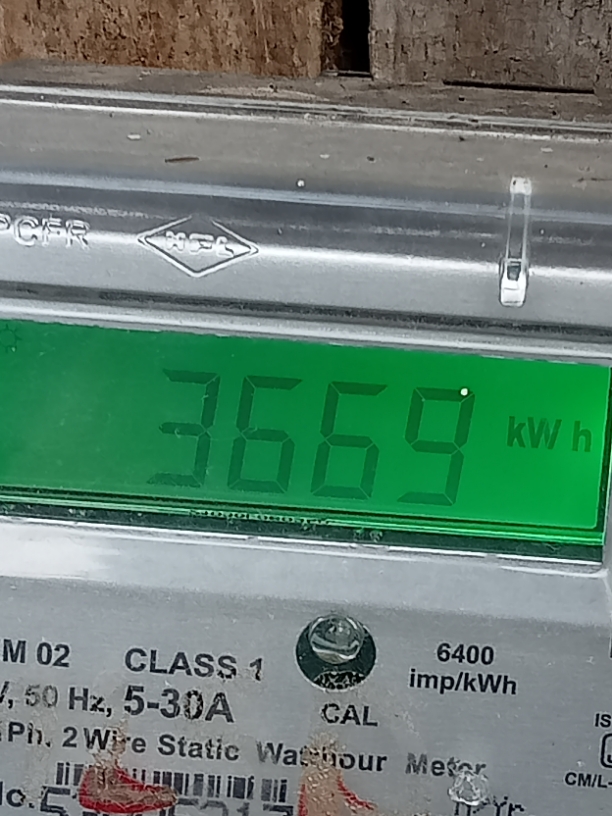 PCFR HPL
3669 kWh
M 02 CLASS 1 6400
imp/kWh
V, 50 Hz, 5-30A CAL
Ph. 2 Wire Static Watthour Meter
CM/L